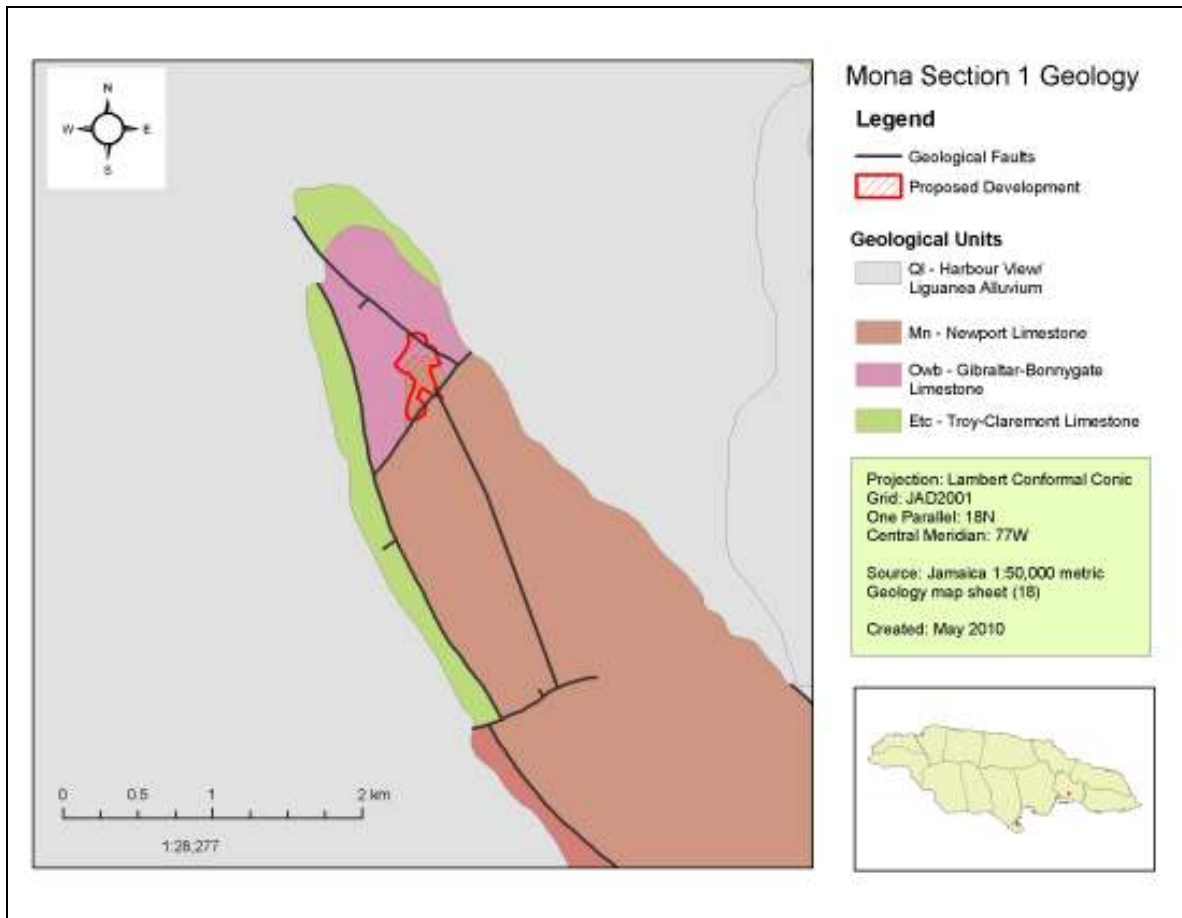 Mona Section 1 Geology
Legend
Geological Faults
Proposed Development
Geological Units
Ql - Harbour View/
Liguanea Alluvium
Mn - Newport Limestone
Owb - Gibraltar-Bonnygate
Limestone
Etc - Troy-Claremont Limestone
Projection: Lambert Conformal Conic
Grid: JAD2001
One Parallel: 18N
Central Meridian: 77W
Source: Jamaica 1:50,000 metric
Geology map sheet (18)
Created: May 2010
N
W E
S
0 0.5 1 2 km
1:28,277